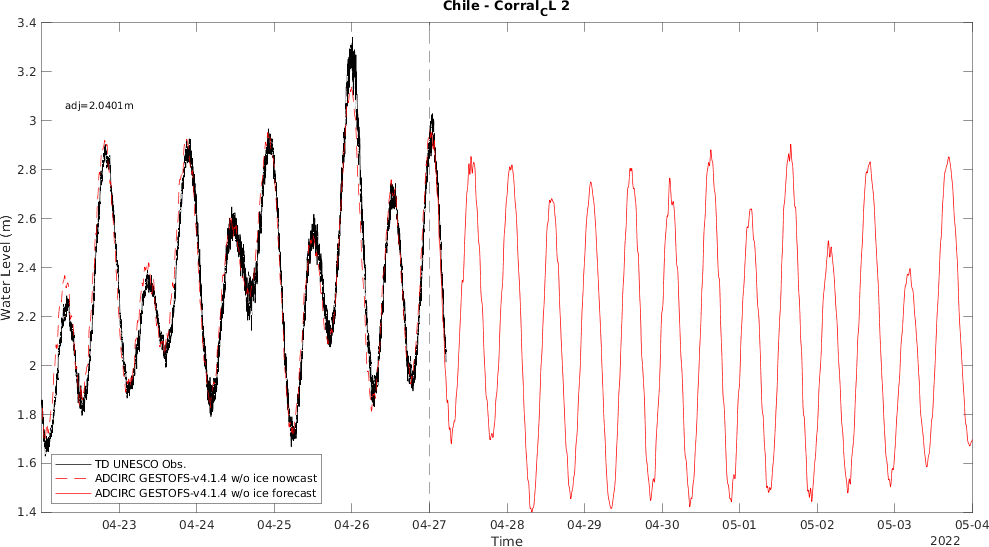 Chile - Corral_CL 2
3.4
3.2
3
2.8
2.6
2.4
2.2
2
1.8
1.6
1.4
Water Level (m)
adj=2.0401m
TD UNESCO Obs.
ADCIRC GESTOFS-v4.1.4 w/o ice nowcast
ADCIRC GESTOFS-v4.1.4 w/o ice forecast
04-23 04-24 04-25 04-26 04-27 04-28 04-29 04-30 05-01 05-02 05-03 05-04
Time
2022